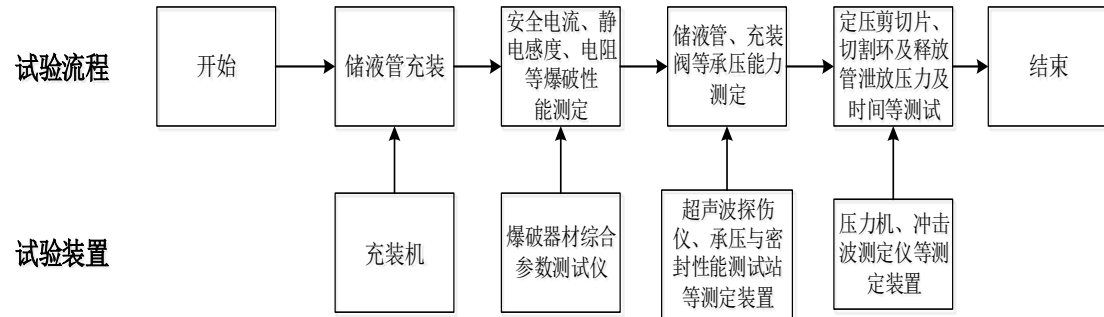 试验流程
开始
储液管充装
安全电流、静
电感度、电阻
等爆破性
能测定
储液管、充装
阀等承压能力
测定
定压剪切片、
切割环及释放
管泄放压力及
时间等测试
结束
试验装置
充装机
爆破器材综合
参数测试仪
超声波探伤
仪、承压与密
封性能测试站
等测定装置
压力机、冲击
波测定仪等测
定装置